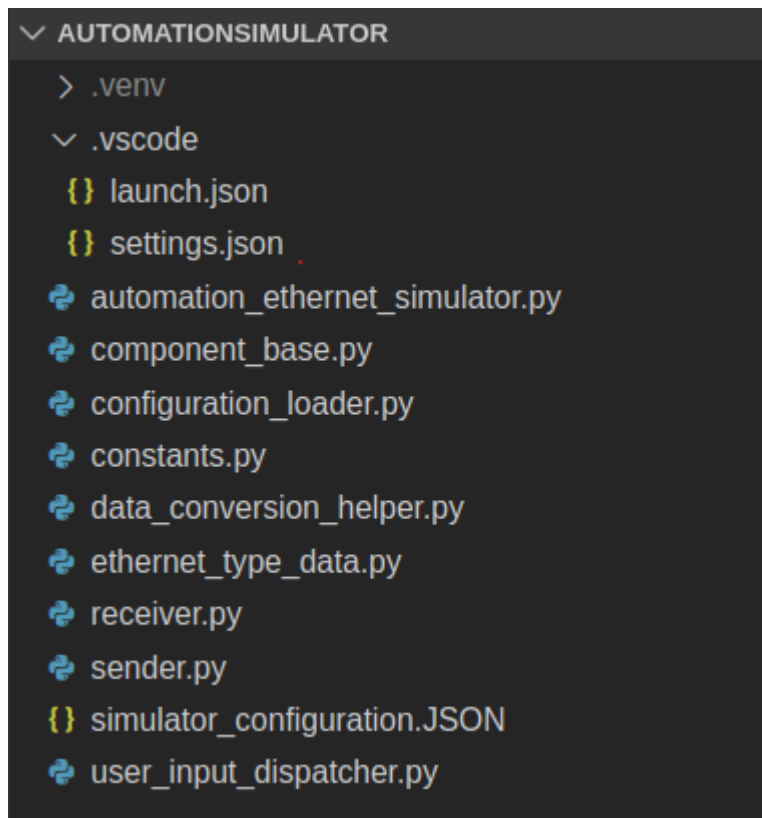 AUTOMATIONSIMULATOR
.venv
.vscode
{} launch.json
{} settings.json
automation_ethernet_simulator.py
component_base.py
configuration_loader.py
constants.py
data_conversion_helper.py
ethernet_type_data.py
receiver.py
sender.py
{} simulator_configuration.JSON
user_input_dispatcher.py